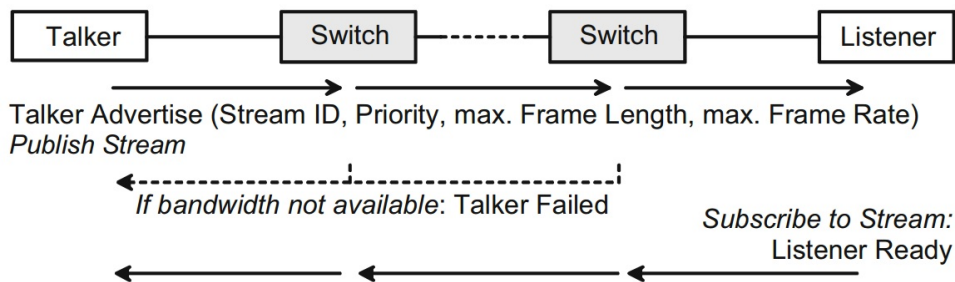 Talker Switch Switch Listener
Talker Advertise (Stream ID, Priority, max. Frame Length, max. Frame Rate)
Publish Stream
If bandwidth not available: Talker Failed
Subscribe to Stream:
Listener Ready